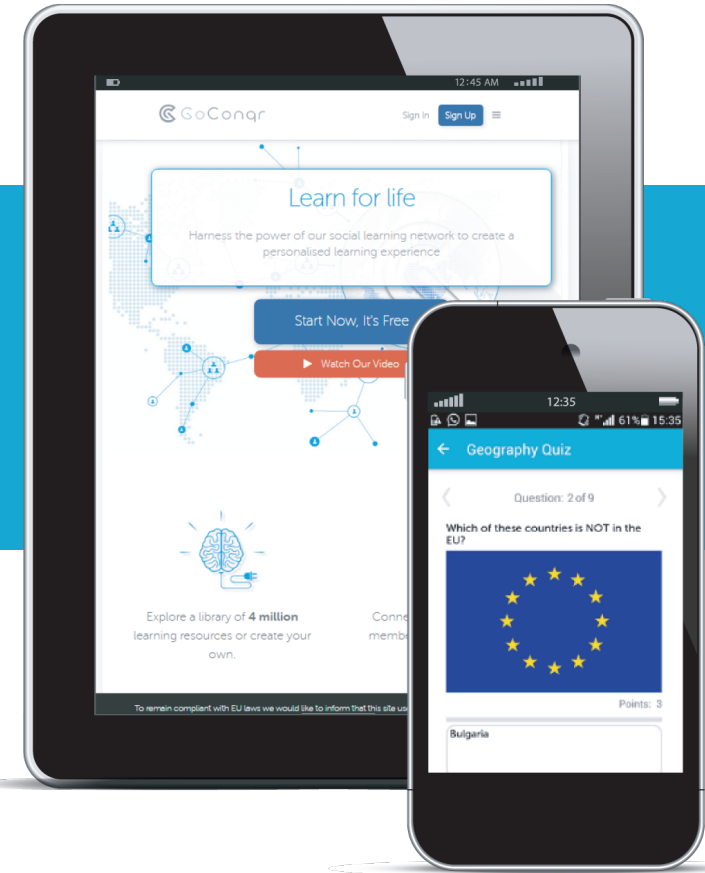 12:45 AM
GoConqr
Sign In
Sign Up
Learn for life
Harness the power of our social learning network to create a
personalised learning experience
Start Now, It's Free
Watch Our Video
Explore a library of 4 million
learning resources or create your
own.
Conne
membe
To remain compliant with EU laws we would like to inform that this site use
12:35
61% 15:35
Geography Quiz
Question: 2 of 9
Which of these countries is NOT in the
EU?
Points: 3
Bulgaria